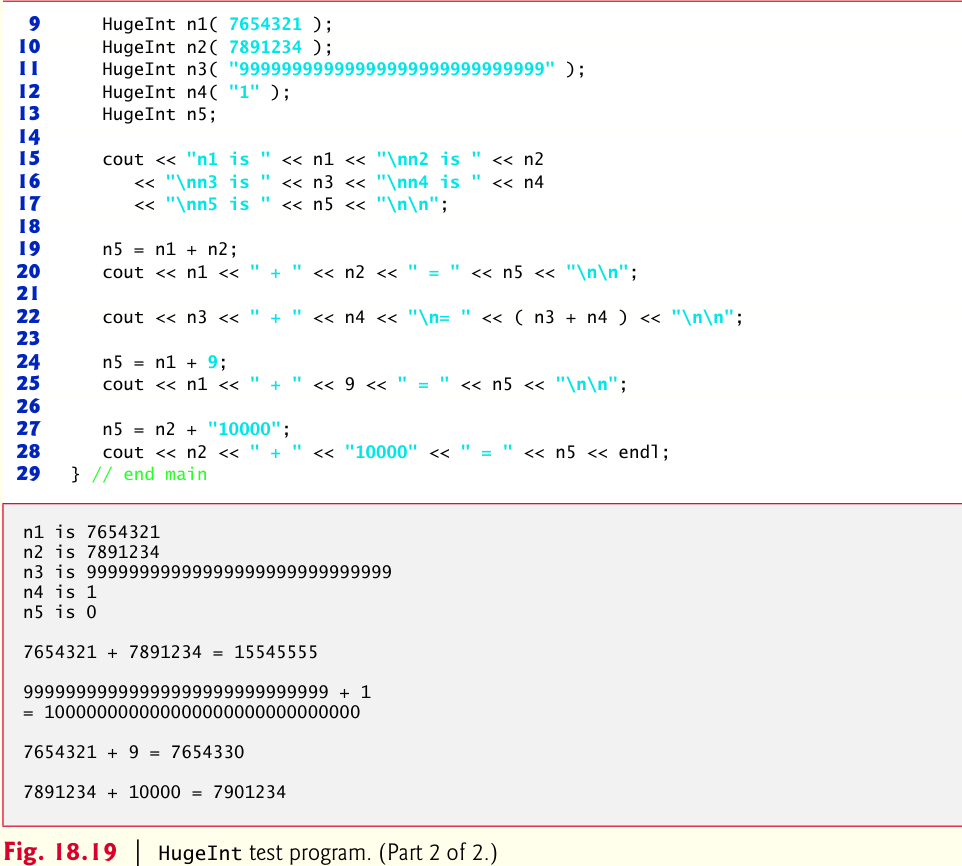 9 HugeInt n1( 7654321 );
10 HugeInt n2( 7891234 );
11 HugeInt n3( "99999999999999999999999999999" );
12 HugeInt n4( "1" );
13 HugeInt n5;
14
15 cout << "n1 is " << n1 << "\nn2 is " << n2
16 << "\nn3 is " << n3 << "\nn4 is " << n4
17 << "\nn5 is " << n5 << "\n\n";
18
19 n5 = n1 + n2;
20 cout << n1 << " + " << n2 << " = " << n5 << "\n\n";
21
22 cout << n3 << " + " << n4 << "\n= " << ( n3 + n4 ) << "\n\n";
23
24 n5 = n1 + 9;
25 cout << n1 << " + " << 9 << " = " << n5 << "\n\n";
26
27 n5 = n2 + "10000";
28 cout << n2 << " + " << "10000" << " = " << n5 << endl;
29 } // end main
n1 is 7654321
n2 is 7891234
n3 is 99999999999999999999999999999
n4 is 1
n5 is 0
7654321 + 7891234 = 15545555
99999999999999999999999999999 + 1
= 100000000000000000000000000000
7654321 + 9 = 7654330
7891234 + 10000 = 7901234
Fig. 18.19 | HugeInt test program. (Part 2 of 2.)